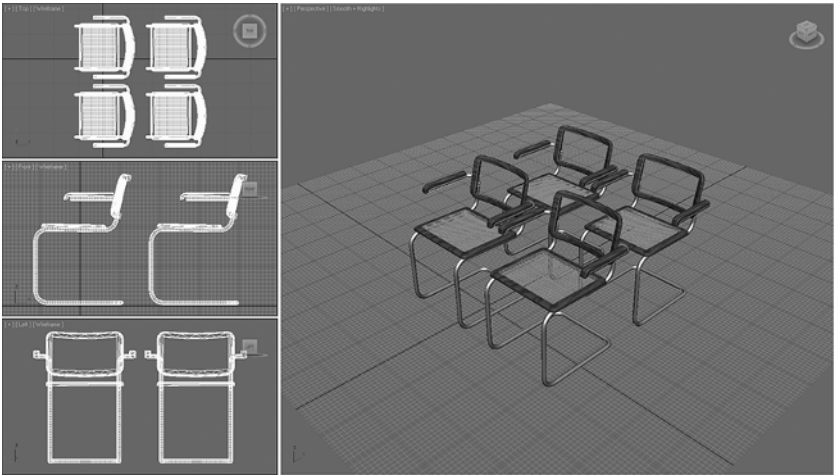 [+] [Top] [Wireframe]
[+] [Perspective] [Smooth + Highlights]
[+] [Front] [Wireframe]
[+] [Left] [Wireframe]